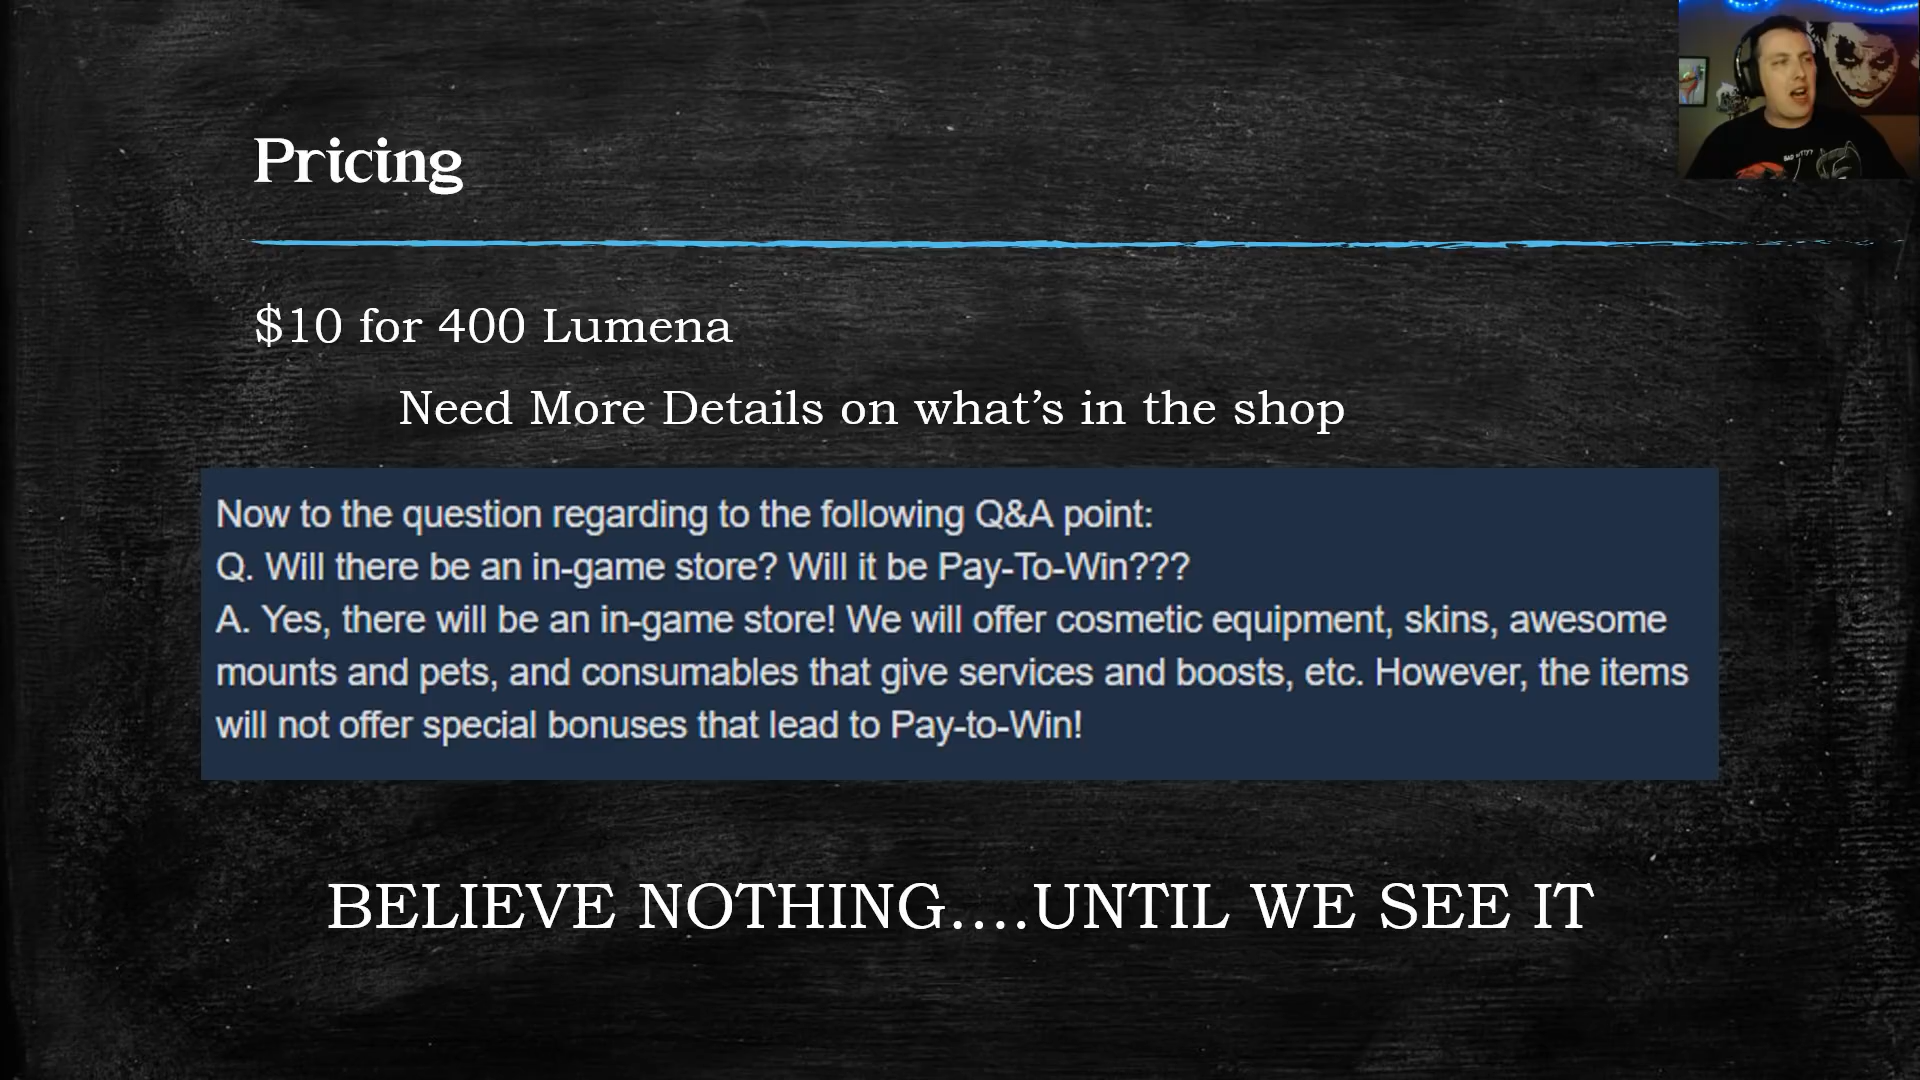 Pricing
$10 for 400 Lumena
Need More Details on what’s in the shop
Now to the question regarding to the following Q&A point:
Q. Will there be an in-game store? Will it be Pay-To-Win???
A. Yes, there will be an in-game store! We will offer cosmetic equipment, skins, awesome
mounts and pets, and consumables that give services and boosts, etc. However, the items
will not offer special bonuses that lead to Pay-to-Win!
BELIEVE NOTHING....UNTIL WE SEE IT